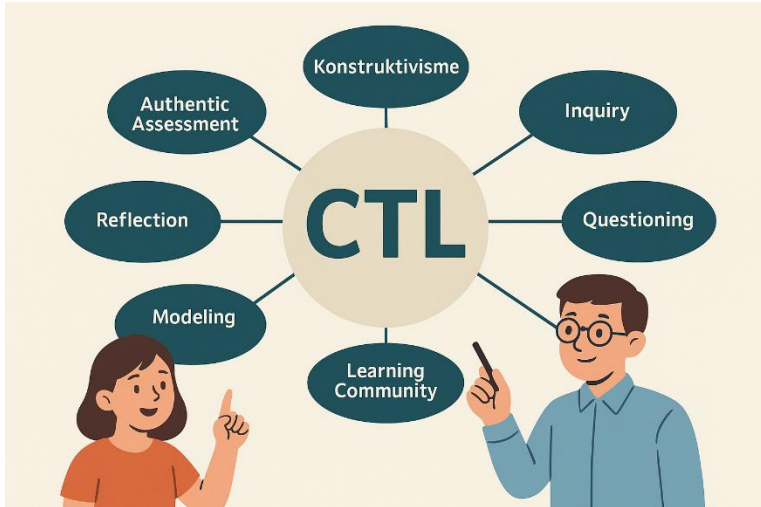 Konstruktivisme
Authentic
Assessment
Inquiry
Reflection
CTL
Questioning
Modeling
Learning
Community